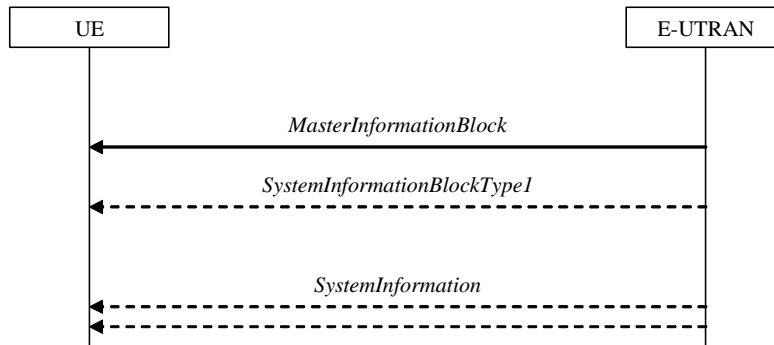 UE
E-UTRAN
MasterInformationBlock
SystemInformationBlockType1
SystemInformation